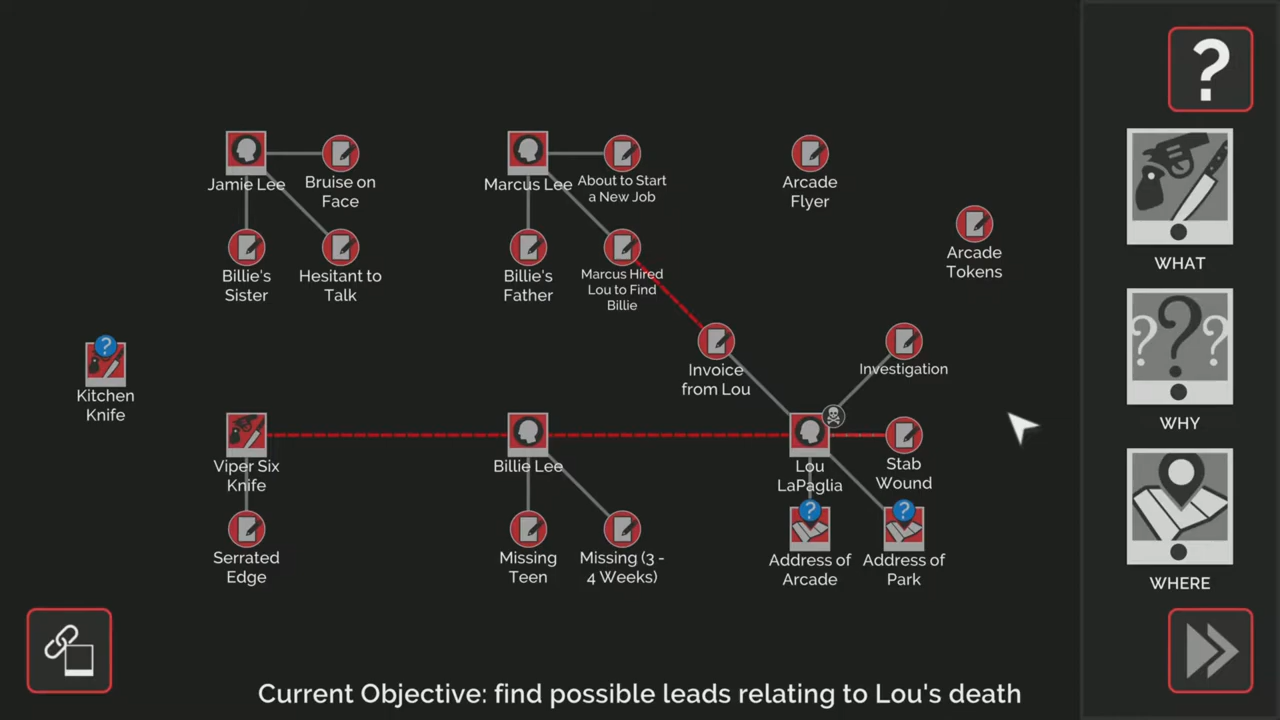 ?
WHAT
Jamie Lee
Bruise on
Face
Marcus Lee
About to Start
a New Job
Arcade
Flyer
Billie's
Sister
Hesitant to
Talk
Billie's
Father
Marcus Hired
Lou to Find
Billie
Arcade
Tokens
?
Kitchen
Knife
Invoice
from Lou
Investigation
? ? ?
WHY
Viper Six
Knife
Billie Lee
Lou
LaPaglia
Stab
Wound
Serrated
Edge
Missing
Teen
Missing (3 -
4 Weeks)
?
Address of
Arcade
?
Address of
Park
WHERE
Current Objective: find possible leads relating to Lou's death